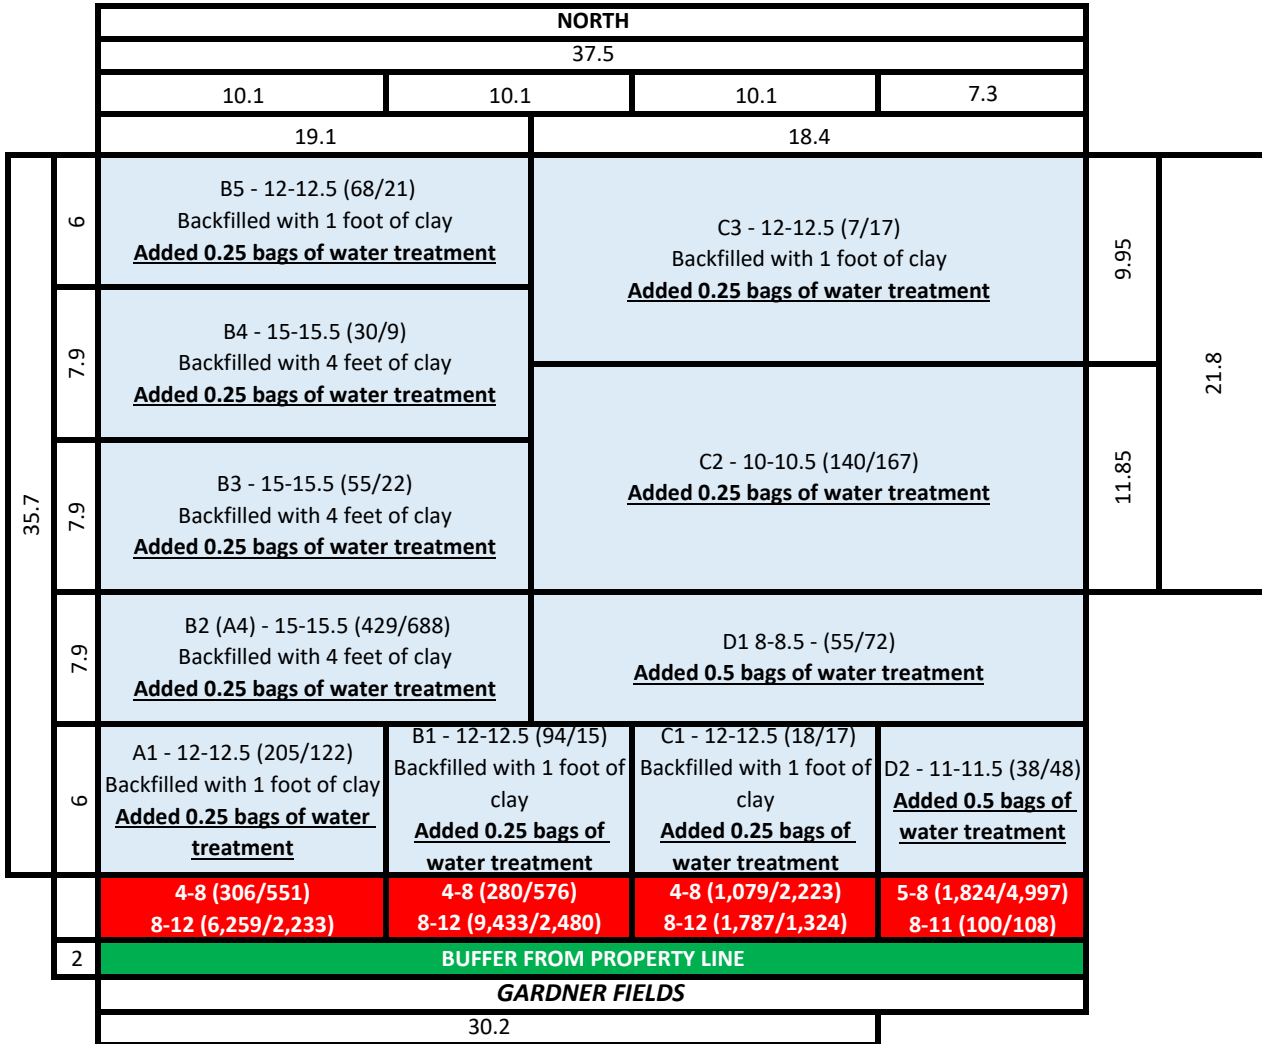 NORTH
37.5
10.1 10.1 10.1 7.3
19.1 18.4
35.7
6
B5 - 12-12.5 (68/21)
Backfilled with 1 foot of clay
Added 0.25 bags of water treatment
C3 - 12-12.5 (7/17)
Backfilled with 1 foot of clay
Added 0.25 bags of water treatment
9.95
21.8
7.9
B4 - 15-15.5 (30/9)
Backfilled with 4 feet of clay
Added 0.25 bags of water treatment
7.9
B3 - 15-15.5 (55/22)
Backfilled with 4 feet of clay
Added 0.25 bags of water treatment
C2 - 10-10.5 (140/167)
Added 0.25 bags of water treatment
11.85
7.9
B2 (A4) - 15-15.5 (429/688)
Backfilled with 4 feet of clay
Added 0.25 bags of water treatment
D1 8-8.5 - (55/72)
Added 0.5 bags of water treatment
6
A1 - 12-12.5 (205/122)
Backfilled with 1 foot of clay
Added 0.25 bags of water
treatment
B1 - 12-12.5 (94/15)
Backfilled with 1 foot of
clay
Added 0.25 bags of
water treatment
C1 - 12-12.5 (18/17)
Backfilled with 1 foot of
clay
Added 0.25 bags of
water treatment
D2 - 11-11.5 (38/48)
Added 0.5 bags of
water treatment
4-8 (306/551)
8-12 (6,259/2,233)
4-8 (280/576)
8-12 (9,433/2,480)
4-8 (1,079/2,223)
8-12 (1,787/1,324)
5-8 (1,824/4,997)
8-11 (100/108)
2
BUFFER FROM PROPERTY LINE
GARDNER FIELDS
30.2